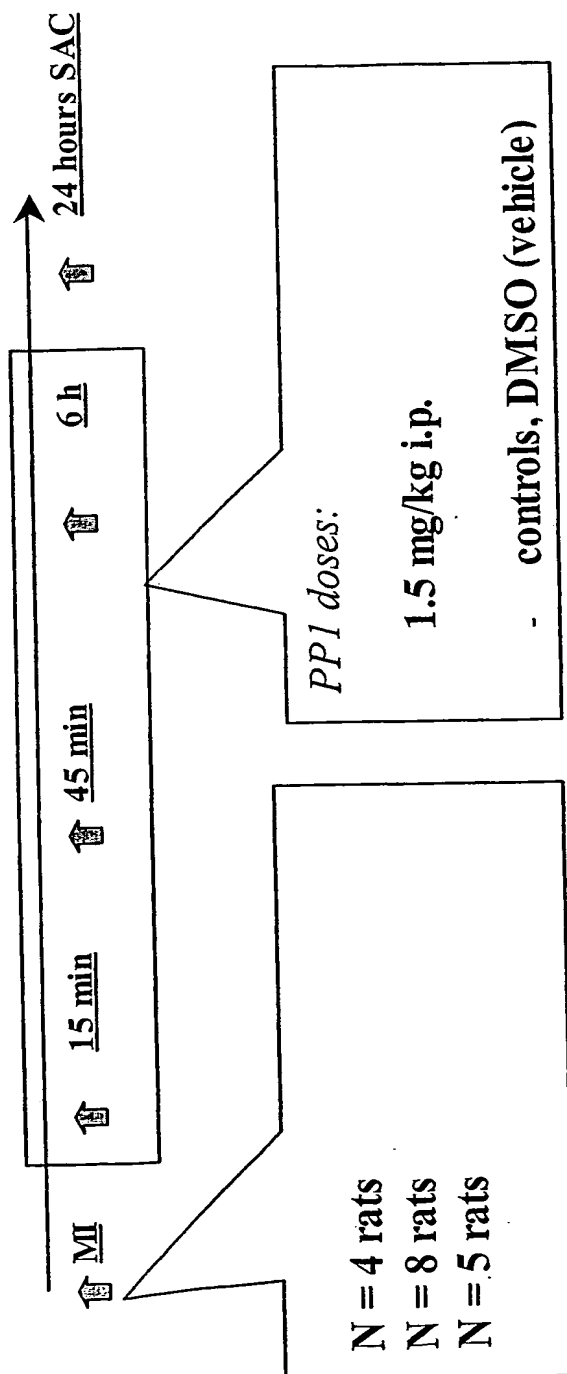 MI
15 min
45 min
6 h
24 hours SAC
N = 4 rats
N = 8 rats
N = 5 rats
PP1 doses:
1.5 mg/kg i.p.
- controls, DMSO (vehicle)